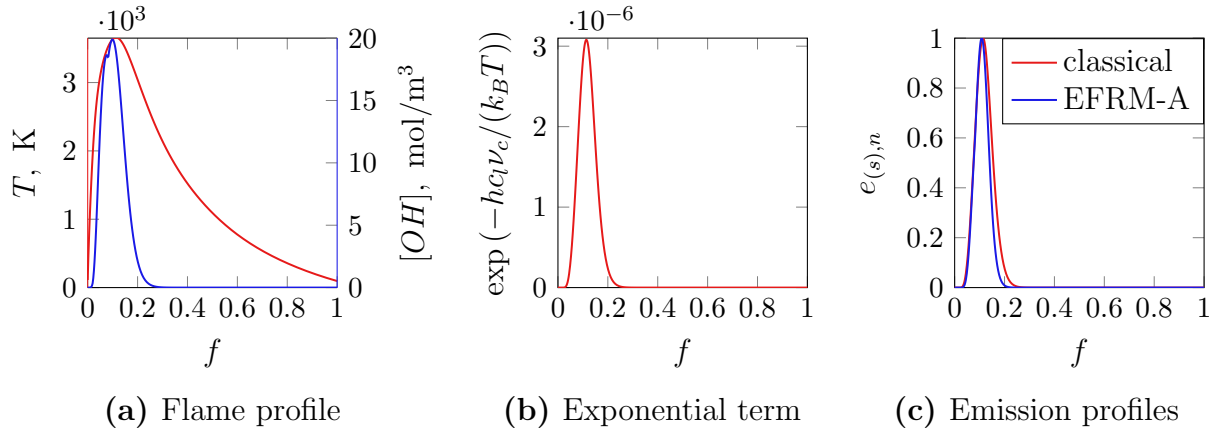 ·10³
T, K
3
2
1
0
0 0.2 0.4 0.6 0.8 1
f
20
15
10
5
0
[OH], mol/m³
(a) Flame profile
·10⁻⁶
exp (−hc_lν_c/(k_BT))
3
2
1
0
0 0.2 0.4 0.6 0.8 1
f
(b) Exponential term
e_{(s),n}
1
0.8
0.6
0.4
0.2
0
0 0.2 0.4 0.6 0.8 1
f
classical
EFRM-A
(c) Emission profiles